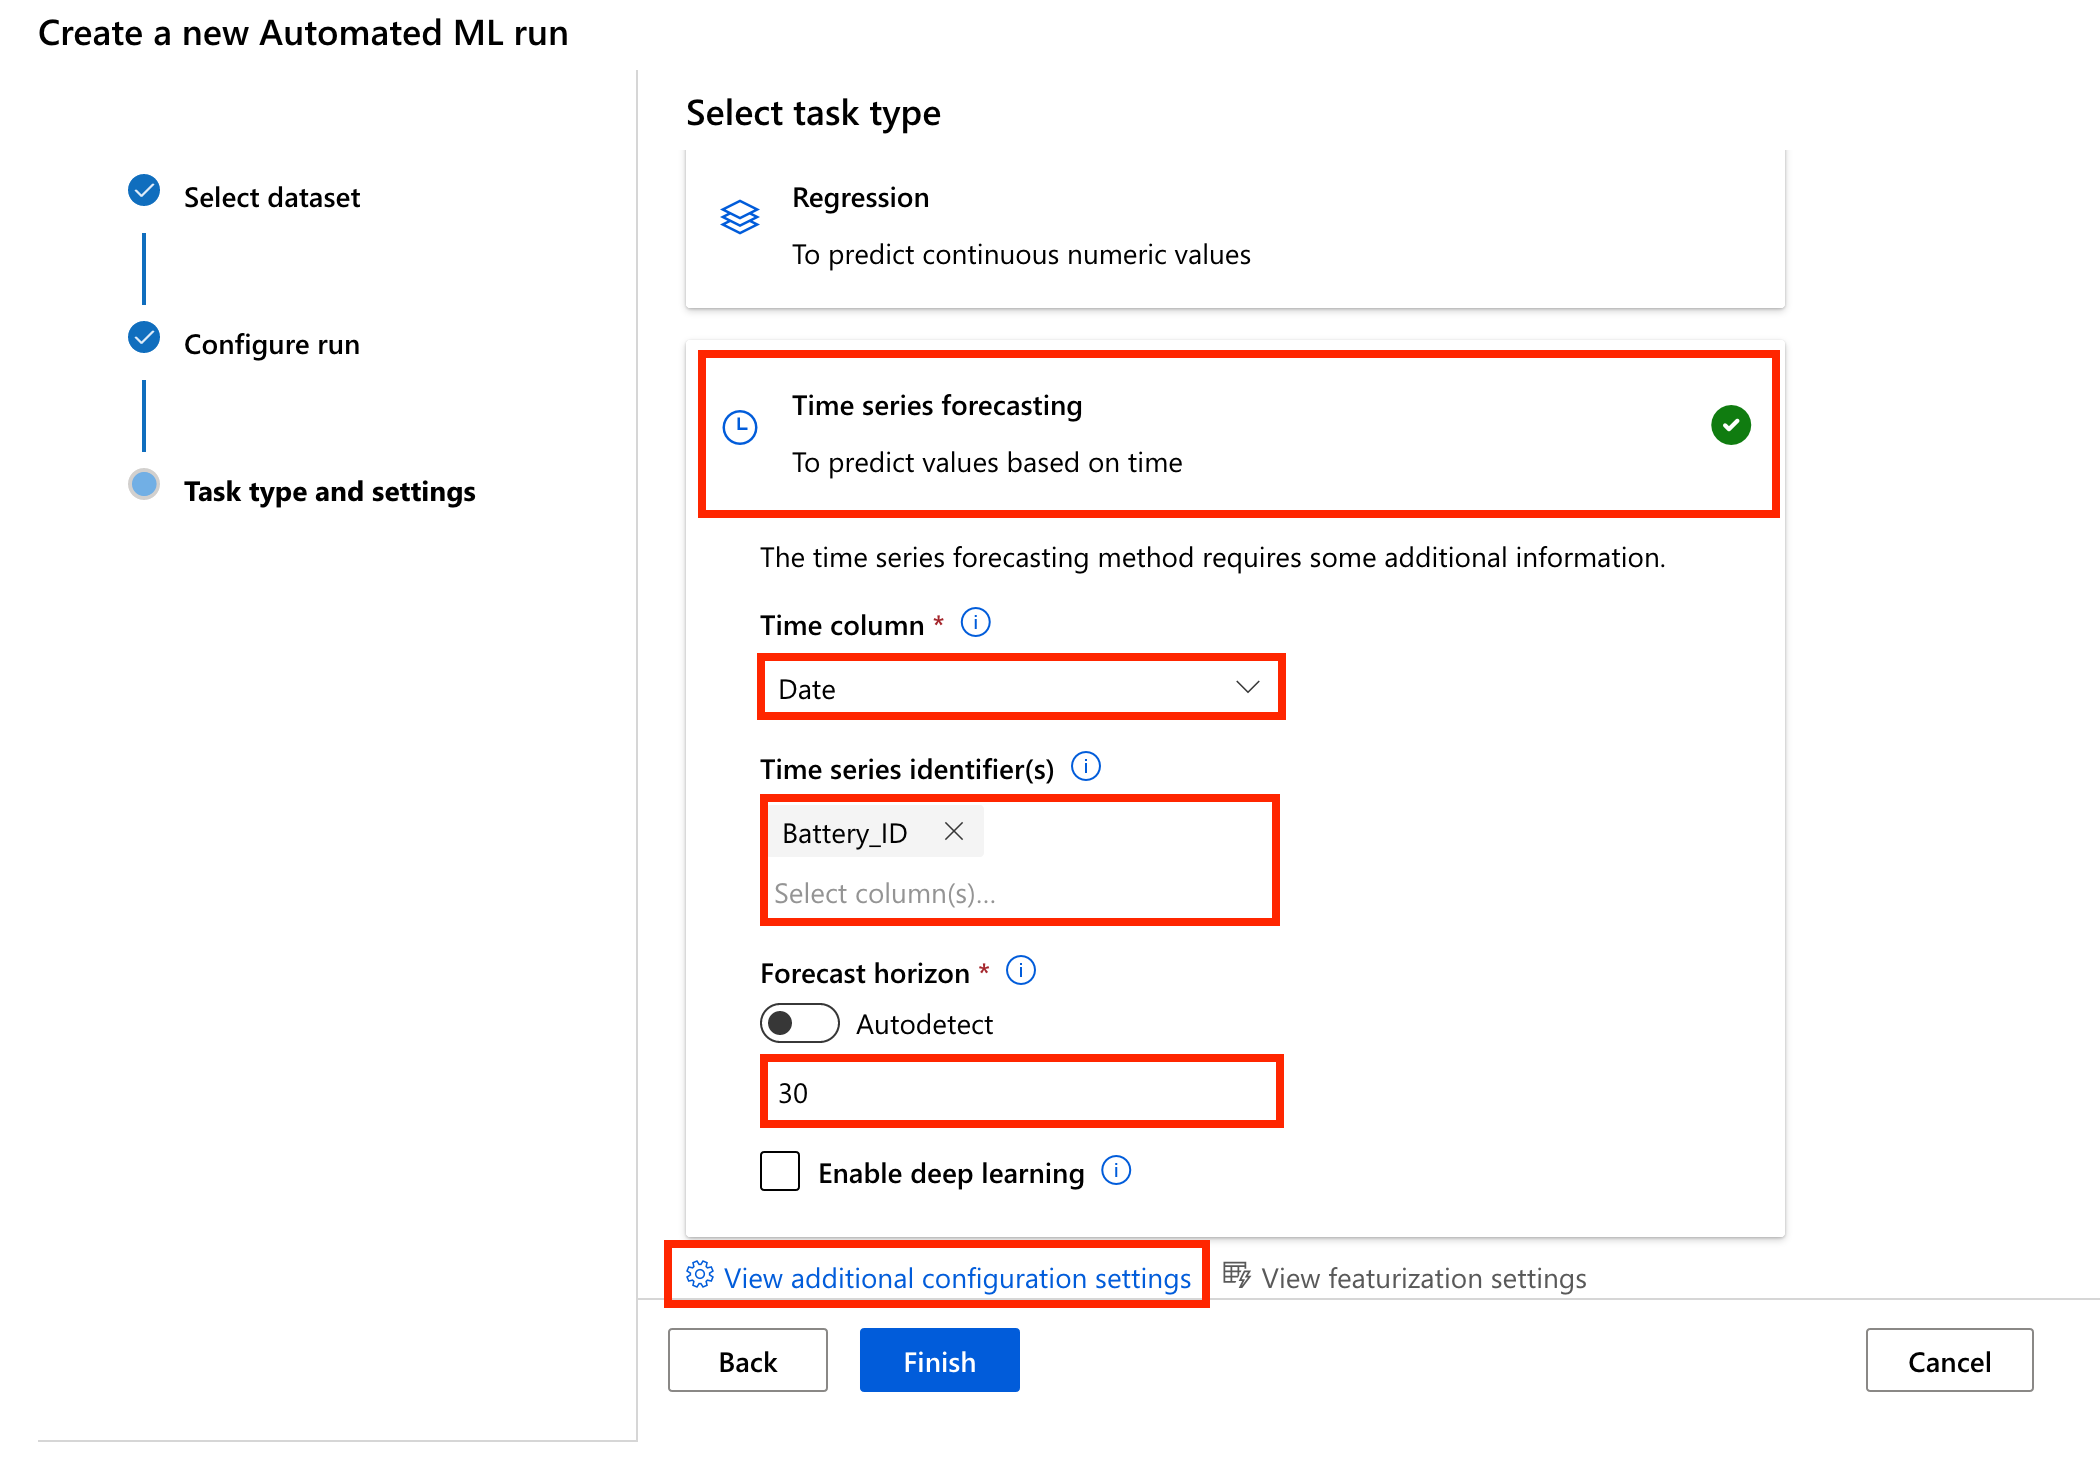 Create a new Automated ML run
Select dataset
Configure run
Task type and settings
Select task type
Regression
To predict continuous numeric values
Time series forecasting
To predict values based on time
The time series forecasting method requires some additional information.
Time column *
Date
Time series identifier(s)
Battery_ID
Select column(s)...
Forecast horizon *
Autodetect
30
Enable deep learning
View additional configuration settings View featurization settings
Back Finish Cancel